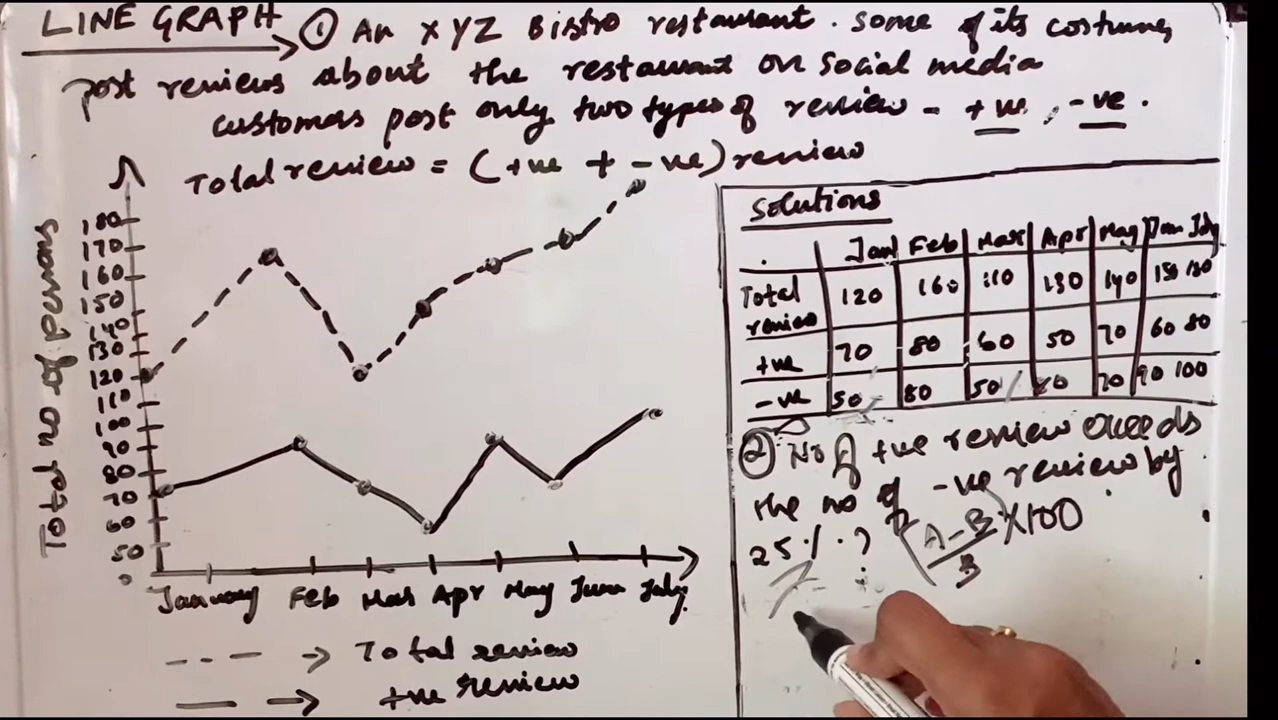 LINE GRAPH → ① An XYZ Bistro restaurant. Some of its costumes
post reviews about the restaurant on social media
customers post only two types of review - +ve, -ve.
Total review = (+ve + -ve) review
Total no of persons
180
170
160
150
140
130
120
110
100
90
80
70
60
50
0
January Feb Mar Apr May June July
--- → Total review
— → +ve review
Solutions
Jan Feb Mar Apr May Jun July
Total review 120 160 110 130 140 150 180
+ve 70 80 60 50 70 60 80
-ve 50 80 50 80 70 90 100
② No of +ve review exceeds
the no of -ve review by
25%?
(A-B/B × 100